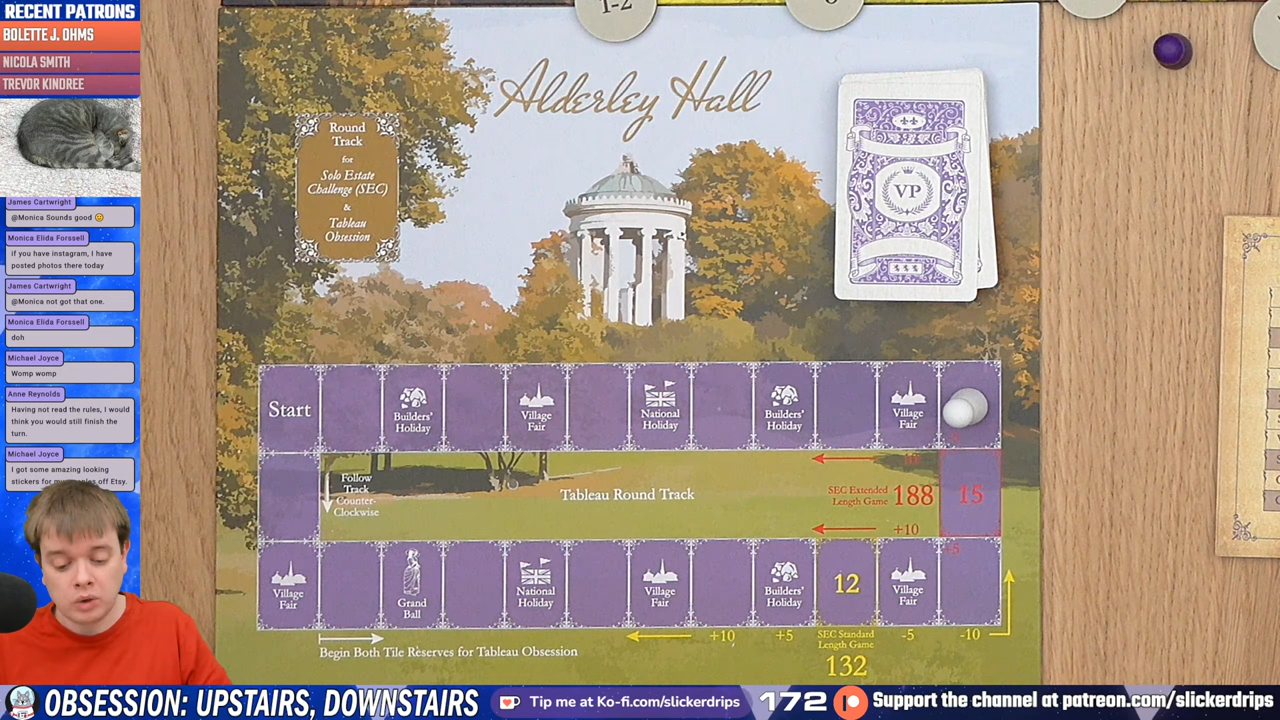 RECENT PATRONS
BOLETTE J. OHMS
NICOLA SMITH
TREVOR KINDREE
James Cartwright
@Monica Sounds good 🙂
Monica Elida Forssell
if you have instagram, I have
posted photos there today
James Cartwright
@Monica not got that one.
Monica Elida Forssell
doh
Michael Joyce
Womp womp
Anne Reynolds
Having not read the rules, I would
think you would still finish the
turn.
Michael Joyce
I got some amazing looking
stickers for my off Etsy.
1-2
Alderley Hall
Round
Track
for
Solo Estate
Challenge (SEC)
&
Tableau
Obsession
VP
Start
Builders'
Holiday
Village
Fair
National
Holiday
Builders'
Holiday
Village
Fair
Follow
Track
Counter-
Clockwise
Tableau Round Track
SEC Extended
Length Game
188
15
+10
+5
Village
Fair
Grand
Ball
National
Holiday
Village
Fair
Builders'
Holiday
12
Village
Fair
+10
+5
SEC Standard
Length Game
132
-5
-10
Begin Both Tile Reserves for Tableau Obsession
OBSESSION: UPSTAIRS, DOWNSTAIRS
Tip me at Ko-fi.com/slickerdrips
172
Support the channel at patreon.com/slickerdrips